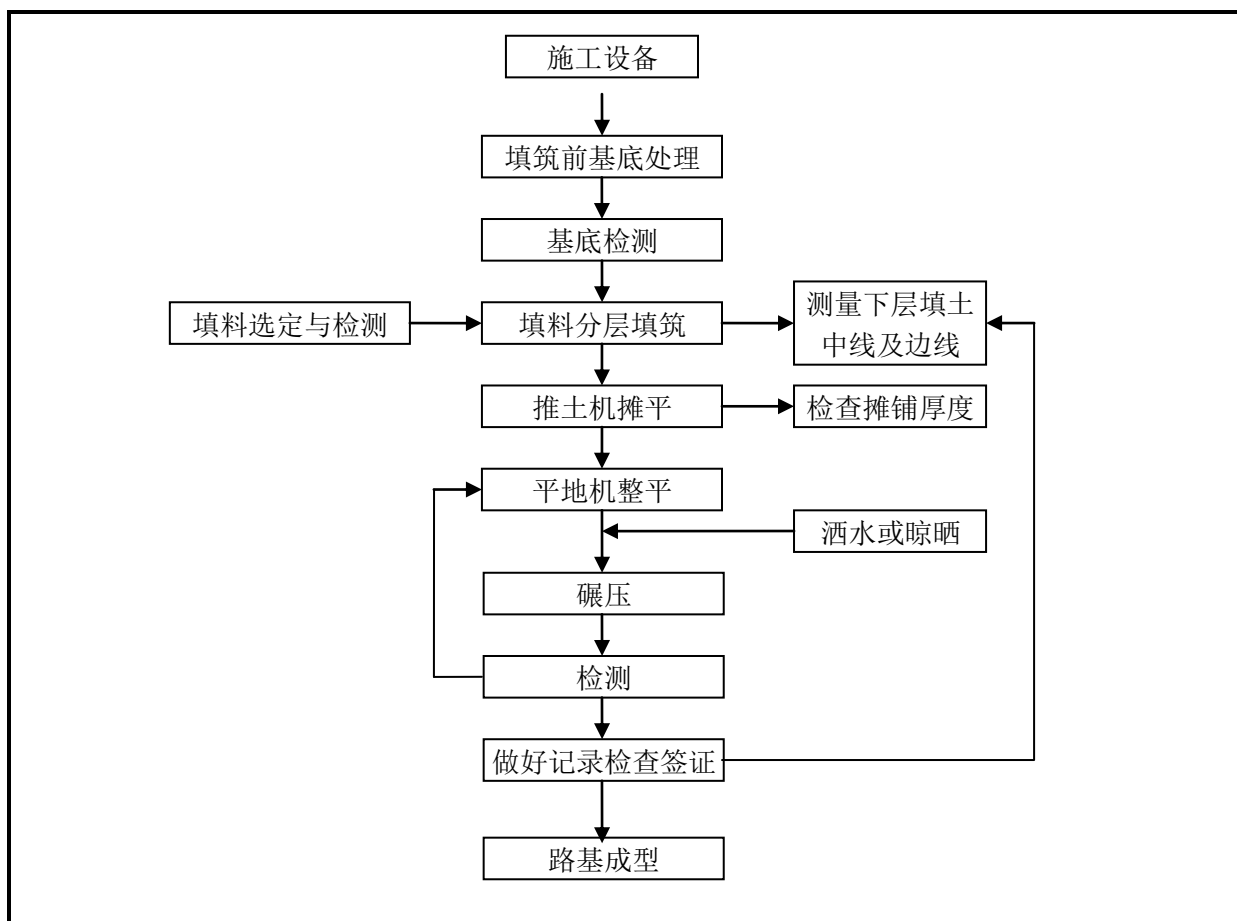 施工设备
填筑前基底处理
基底检测
填料选定与检测
填料分层填筑
测量下层填土
中线及边线
推土机摊平
检查摊铺厚度
平地机整平
洒水或晾晒
碾压
检测
做好记录检查签证
路基成型